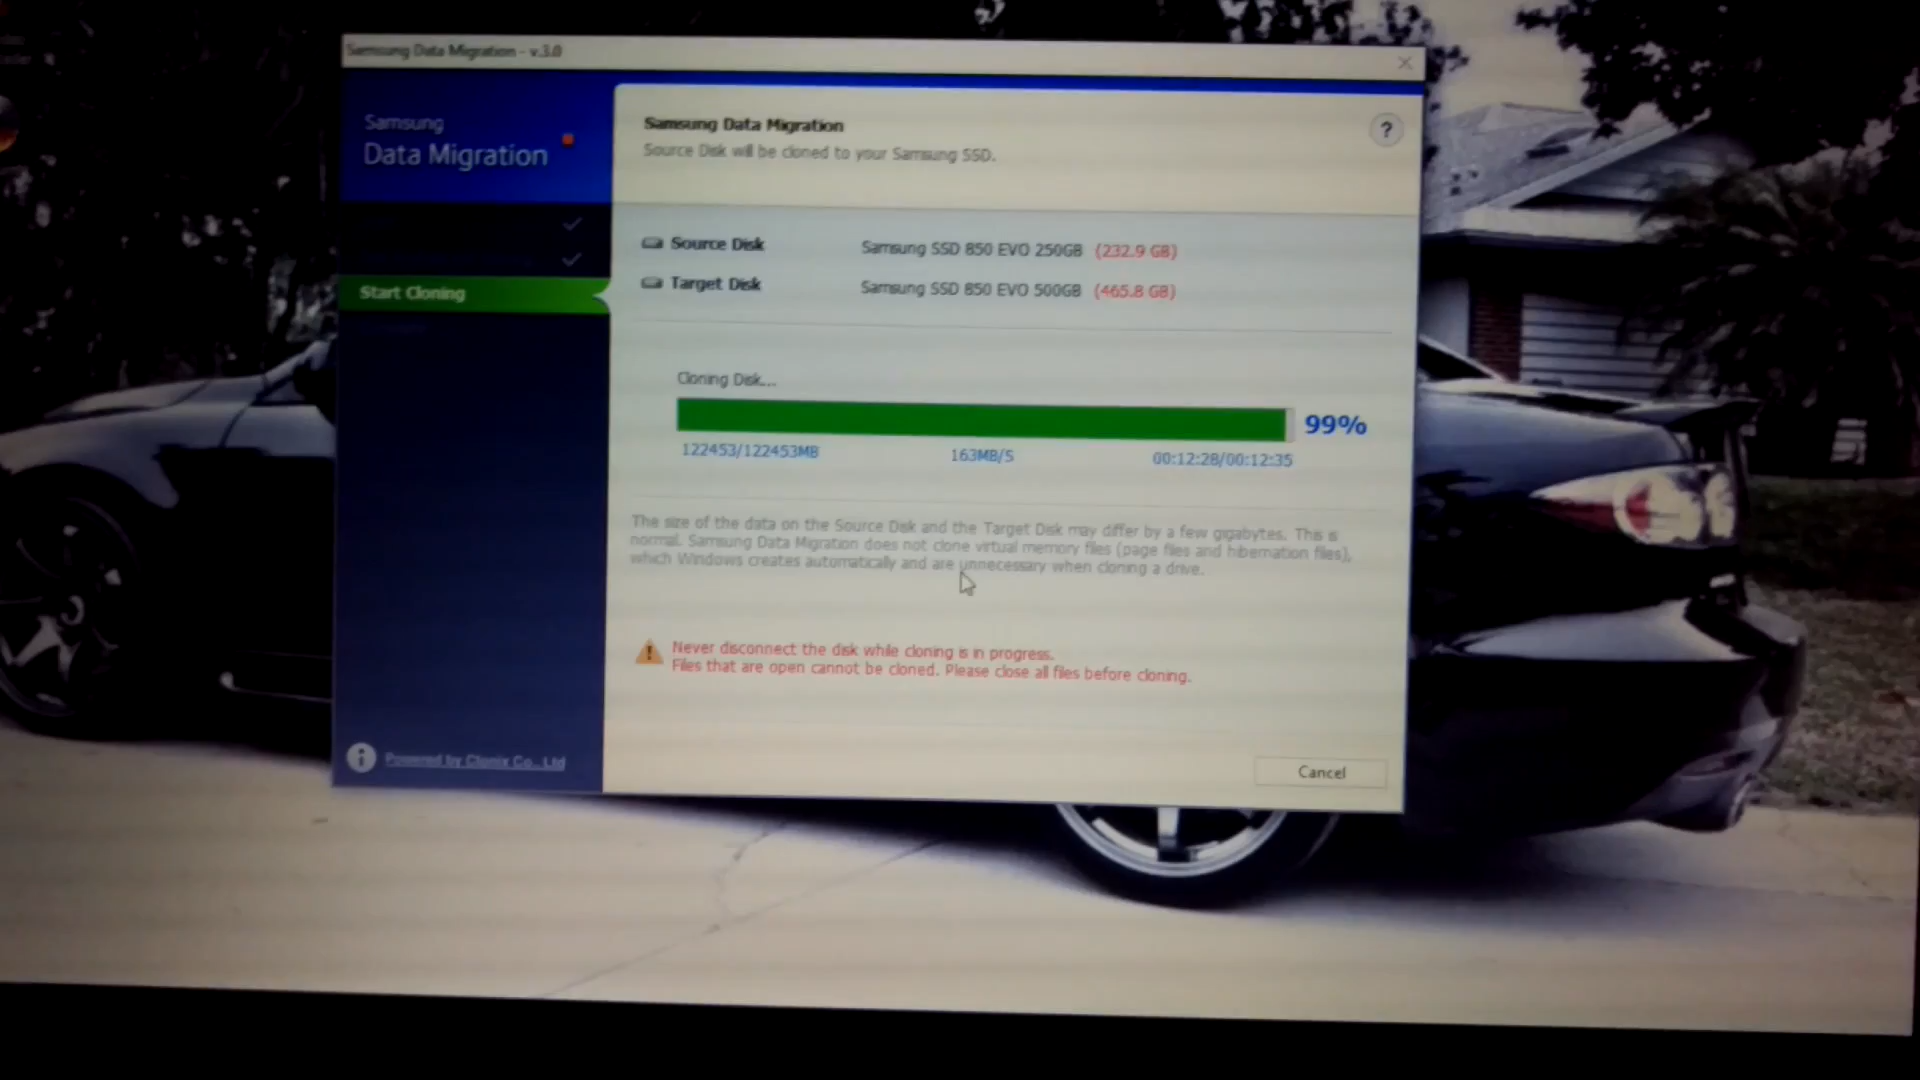 Samsung Data Migration - v.3.0
Samsung
Data Migration
Start Cloning
Powered by Clonix Co., Ltd
Samsung Data Migration
Source Disk will be cloned to your Samsung SSD.
?
Source Disk Samsung SSD 850 EVO 250GB (232.9 GB)
Target Disk Samsung SSD 850 EVO 500GB (465.8 GB)
Cloning Disk...
99%
122453/122453MB 163MB/S 00:12:28/00:12:35
The size of the data on the Source Disk and the Target Disk may differ by a few gigabytes. This is
normal. Samsung Data Migration does not clone virtual memory files (page files and hibernation files),
which Windows creates automatically and are unnecessary when cloning a drive.
Never disconnect the disk while cloning is in progress.
Files that are open cannot be cloned. Please close all files before cloning.
Cancel